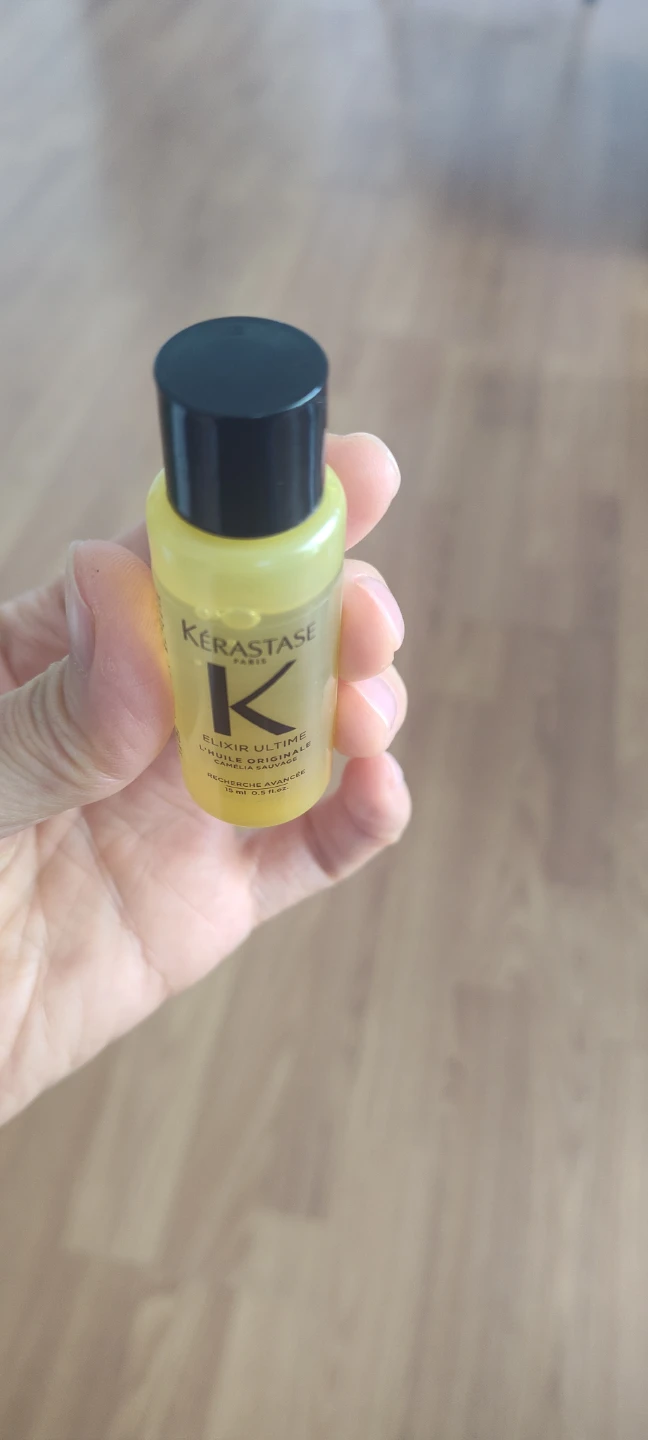 KÉRASTASE
PARIS
K
ELIXIR ULTIME
L'HUILE ORIGINALE
CAMÉLIA SAUVAGE
RECHERCHE AVANCÉE
15 ml 0.5 fl.oz.